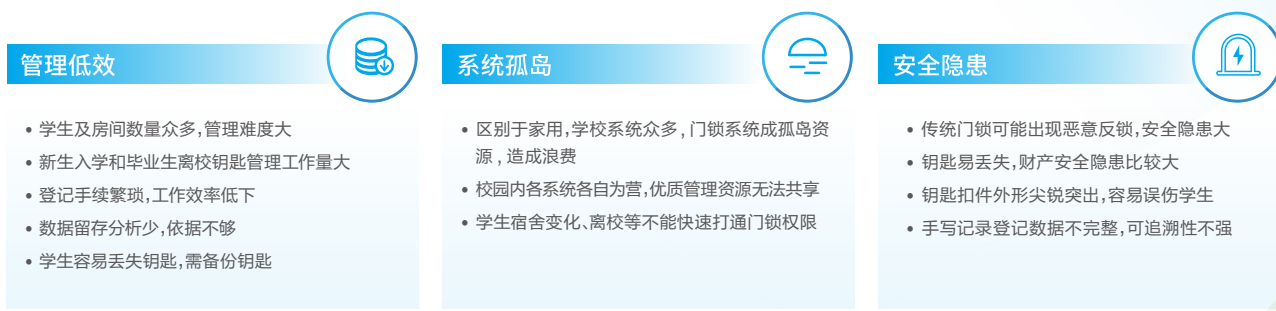 管理低效
• 学生及房间数量众多,管理难度大
• 新生入学和毕业生离校钥匙管理工作量大
• 登记手续繁琐,工作效率低下
• 数据留存分析少,依据不够
• 学生容易丢失钥匙,需备份钥匙
系统孤岛
• 区别于家用,学校系统众多,门锁系统成孤岛资
源,造成浪费
• 校园内各系统各自为营,优质管理资源无法共享
• 学生宿舍变化、离校等不能快速打通门锁权限
安全隐患
• 传统门锁可能出现恶意反锁,安全隐患大
• 钥匙易丢失,财产安全隐患比较大
• 钥匙扣件外形尖锐突出,容易误伤学生
• 手写记录登记数据不完整,可追溯性不强